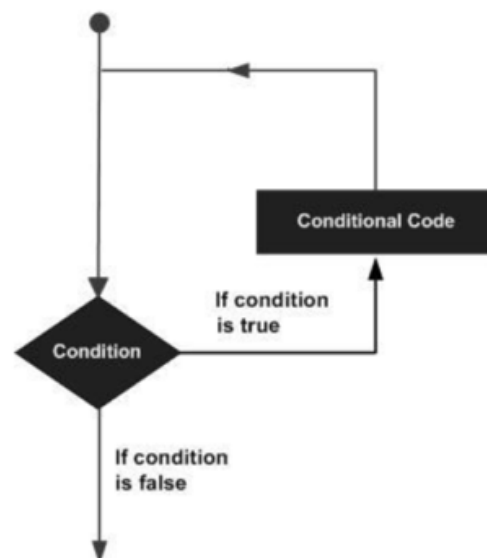 Conditional Code
If condition
is true
Condition
If condition
is false